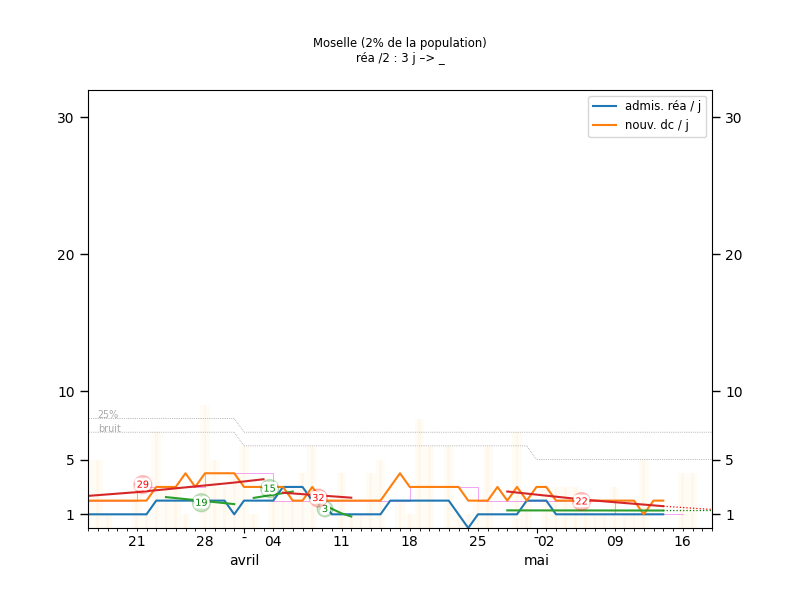 Moselle (2% de la population)
réa /2 : 3 j –> _
admis. réa / j
nouv. dc / j
30 30
20 20
10 10
25%
bruit
5 5
29 19 15 32 3 22
1 1
21 28 - 04 11 18 25 - 02 09 16
avril mai